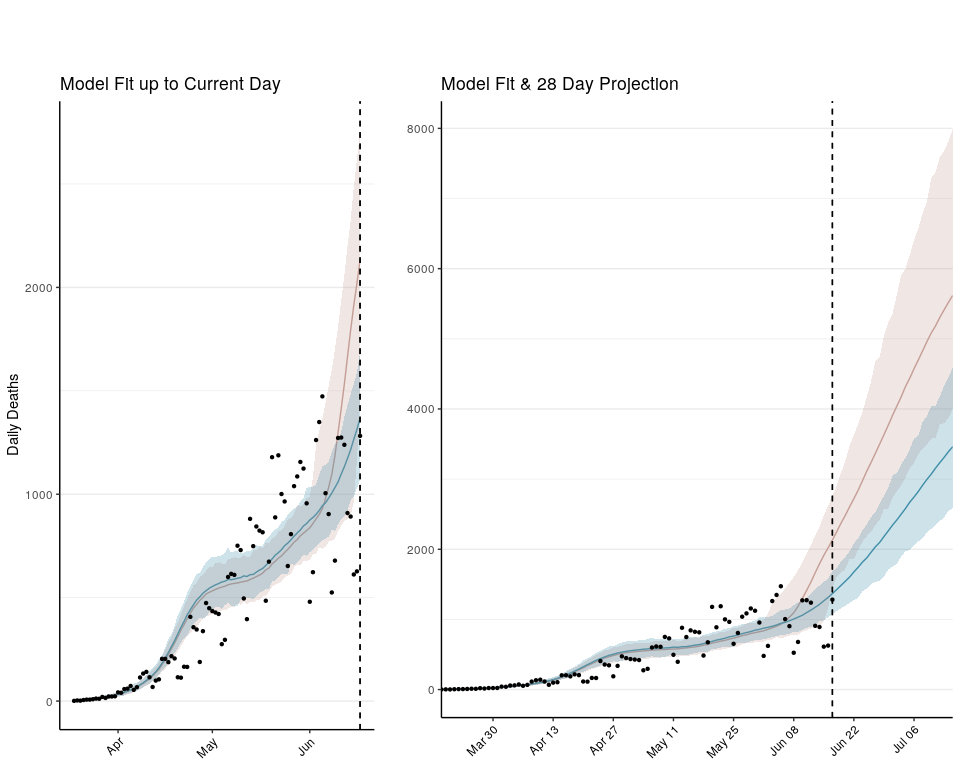 Model Fit up to Current Day
Model Fit & 28 Day Projection
Daily Deaths
2000
1000
0
Apr
May
Jun
8000
6000
4000
2000
0
Mar 30
Apr 13
Apr 27
May 11
May 25
Jun 08
Jun 22
Jul 06